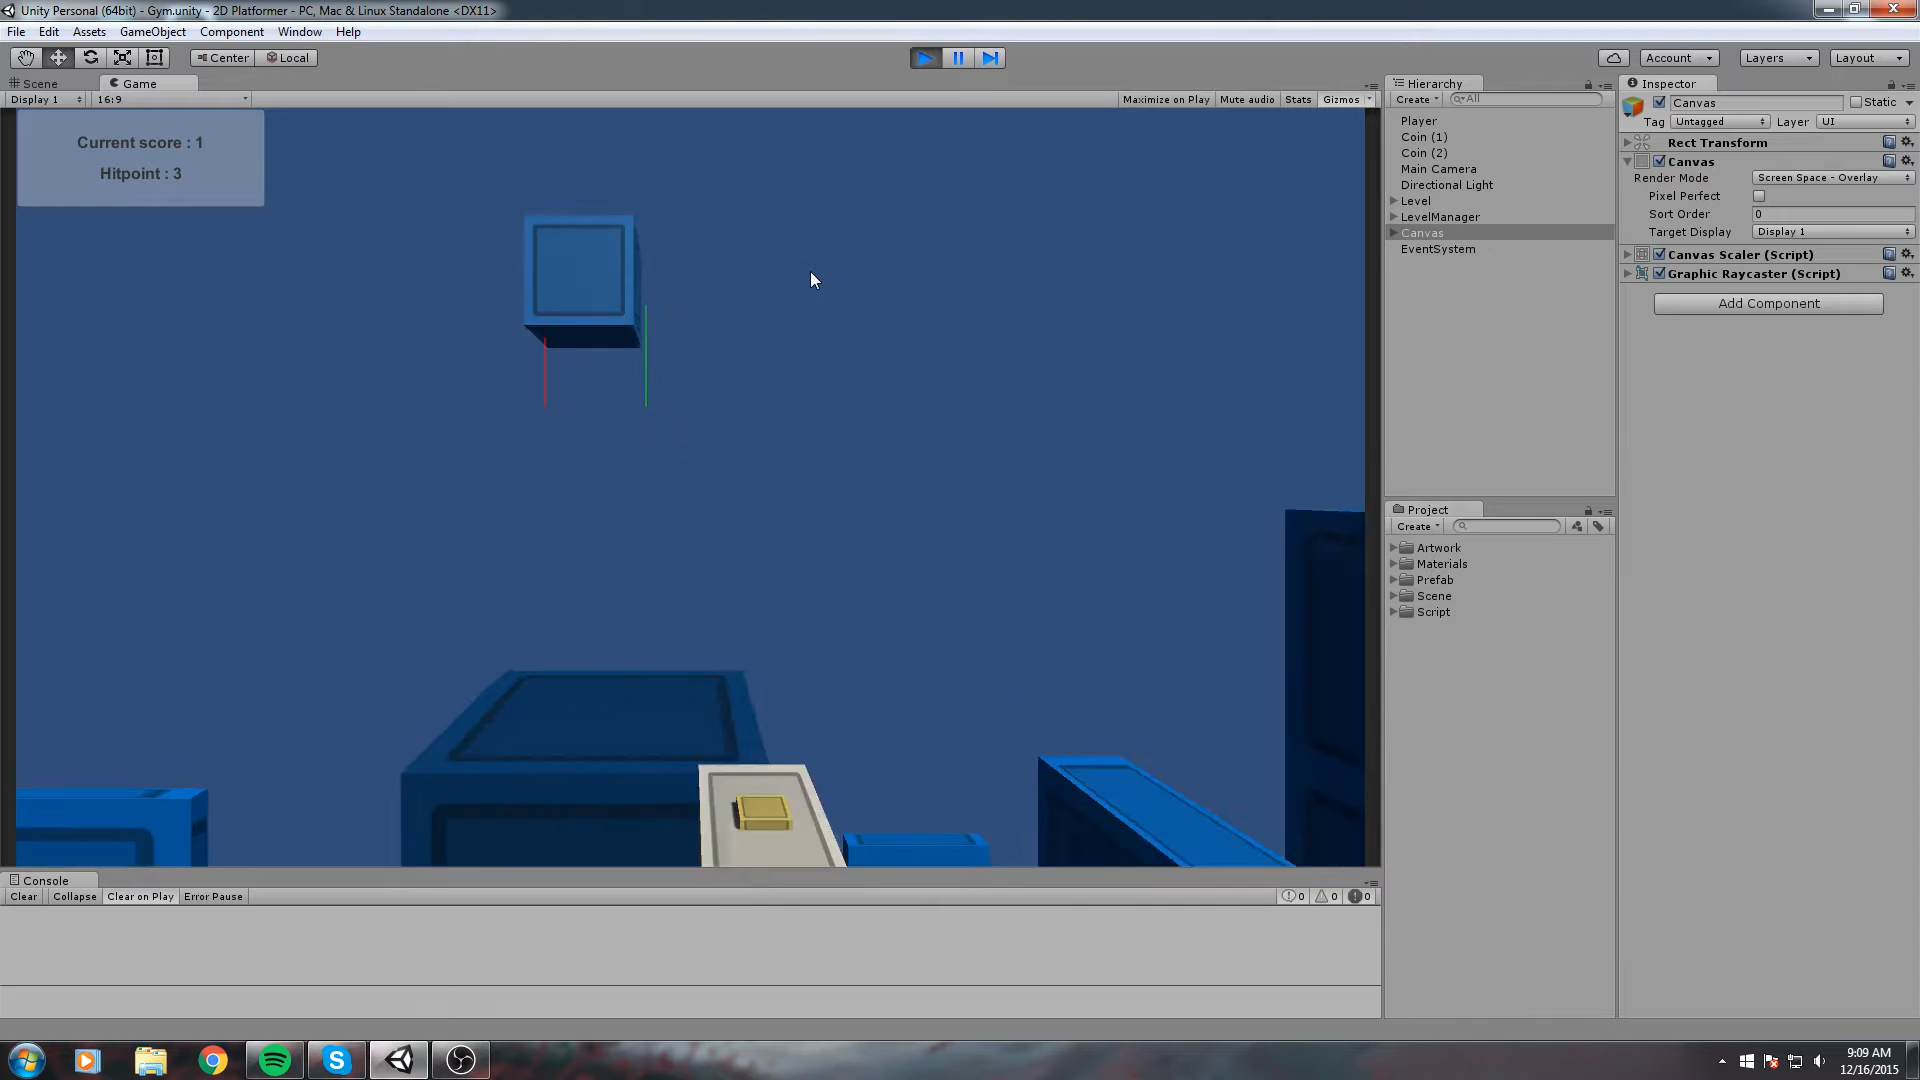 Unity Personal (64bit) - Gym.unity - 2D Platformer - PC, Mac & Linux Standalone <DX11>
File Edit Assets GameObject Component Window Help
Center Local Account Layers Layout
Scene Game
Display 1 16:9 Maximize on Play Mute audio Stats Gizmos
Current score : 1
Hitpoint : 3
Hierarchy
Create All
Player
Coin (1)
Coin (2)
Main Camera
Directional Light
Level
LevelManager
Canvas
EventSystem
Project
Create
Artwork
Materials
Prefab
Scene
Script
Inspector
Canvas Static
Tag Untagged Layer UI
Rect Transform
Canvas
Render Mode Screen Space - Overlay
Pixel Perfect
Sort Order 0
Target Display Display 1
Canvas Scaler (Script)
Graphic Raycaster (Script)
Add Component
Console
Clear Collapse Clear on Play Error Pause 0 0 0
9:09 AM
12/16/2015